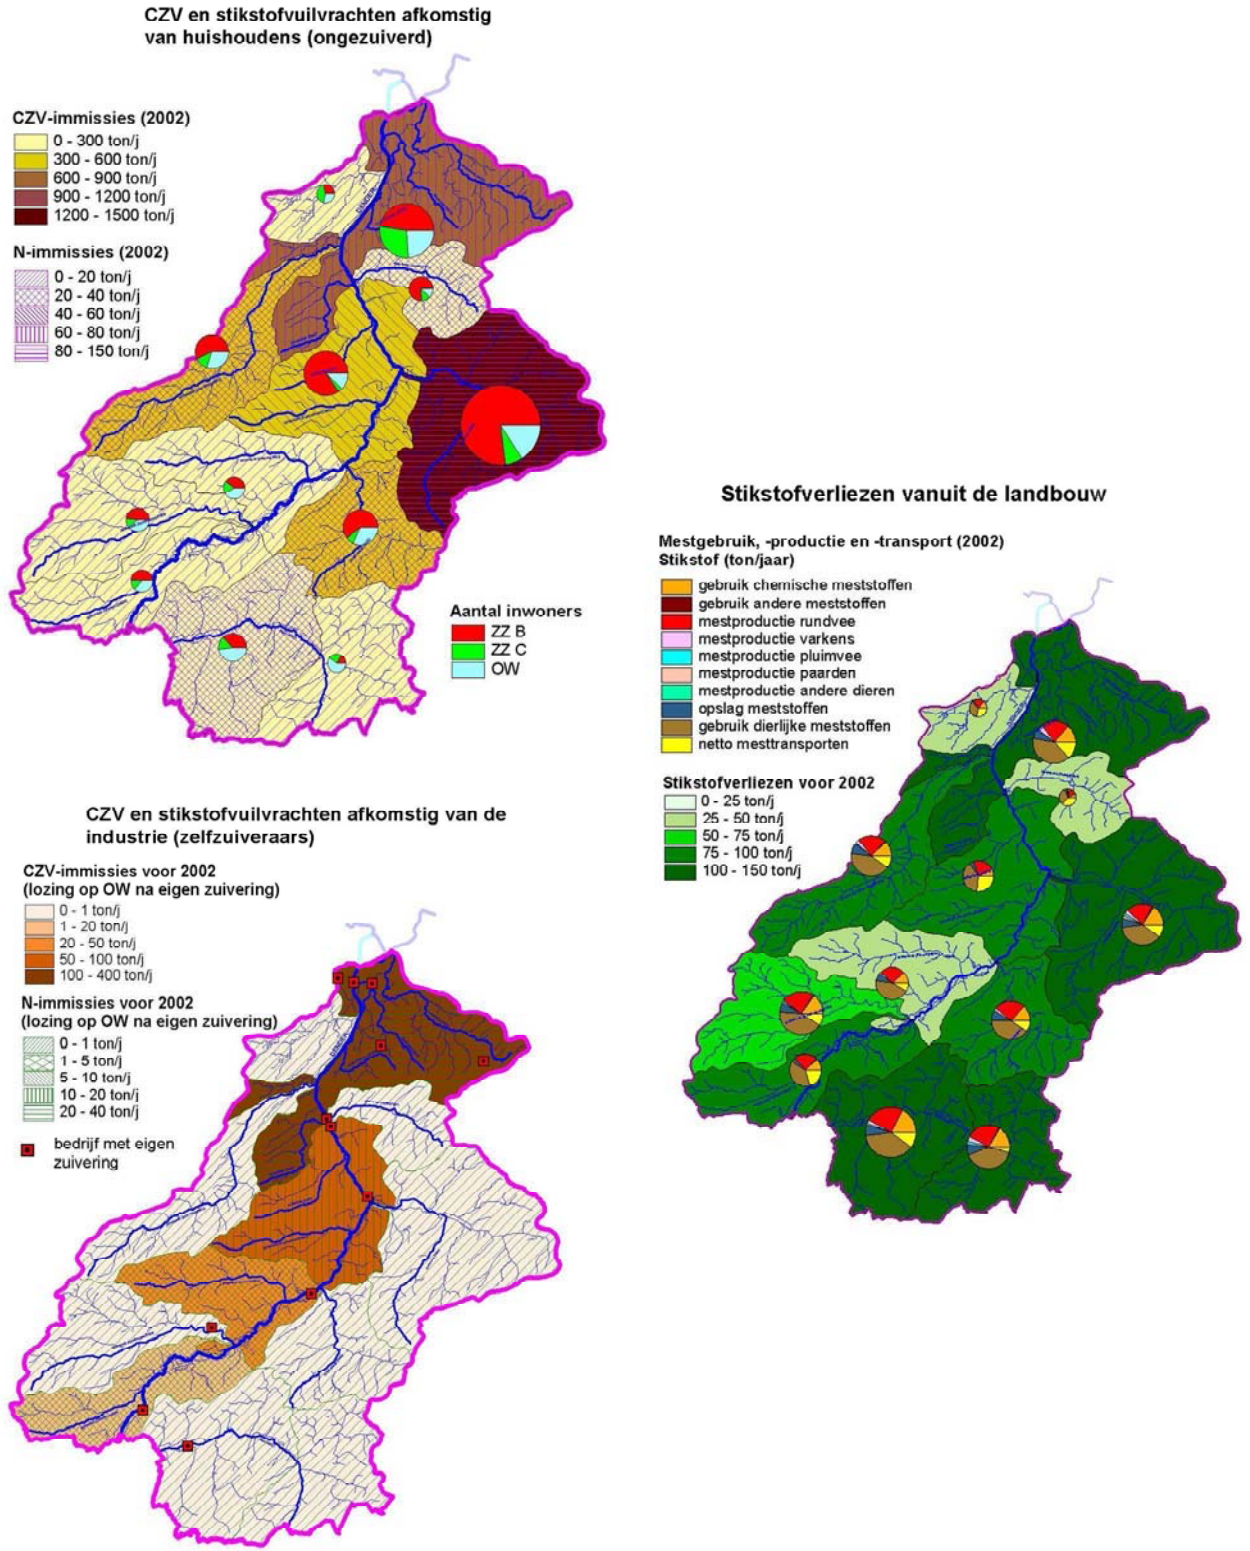 CZV en stikstofvuilvrachten afkomstig
van huishoudens (ongezuiverd)
CZV-immissies (2002)
0 - 300 ton/j
300 - 600 ton/j
600 - 900 ton/j
900 - 1200 ton/j
1200 - 1500 ton/j
N-immissies (2002)
0 - 20 ton/j
20 - 40 ton/j
40 - 60 ton/j
60 - 80 ton/j
80 - 150 ton/j
Aantal inwoners
ZZ B
ZZ C
OW
Stikstofverliezen vanuit de landbouw
Mestgebruik, -productie en -transport (2002)
Stikstof (ton/jaar)
gebruik chemische meststoffen
gebruik andere meststoffen
mestproductie rundvee
mestproductie varkens
mestproductie pluimvee
mestproductie paarden
mestproductie andere dieren
opslag meststoffen
gebruik dierlijke meststoffen
netto mesttransporten
Stikstofverliezen voor 2002
0 - 25 ton/j
25 - 50 ton/j
50 - 75 ton/j
75 - 100 ton/j
100 - 150 ton/j
CZV en stikstofvuilvrachten afkomstig van de
industrie (zelfzuiveraars)
CZV-immissies voor 2002
(lozing op OW na eigen zuivering)
0 - 1 ton/j
1 - 20 ton/j
20 - 50 ton/j
50 - 100 ton/j
100 - 400 ton/j
N-immissies voor 2002
(lozing op OW na eigen zuivering)
0 - 1 ton/j
1 - 5 ton/j
5 - 10 ton/j
10 - 20 ton/j
20 - 40 ton/j
bedrijf met eigen
zuivering